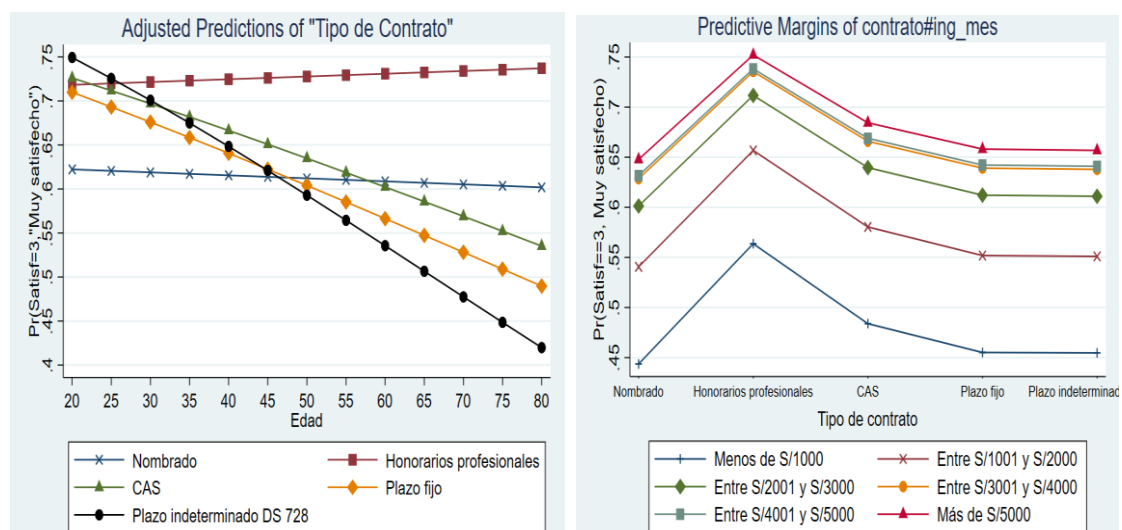 Adjusted Predictions of "Tipo de Contrato"
Pr(Satisf=3,"Muy satisfecho")
.75
.7
.65
.6
.55
.5
.45
.4
20 25 30 35 40 45 50 55 60 65 70 75 80
Edad
Nombrado
Honorarios profesionales
CAS
Plazo fijo
Plazo indeterminado DS 728
Predictive Margins of contrato#ing_mes
Pr(Satisf==3, Muy satisfecho)
.75
.7
.65
.6
.55
.5
.45
Nombrado Honorarios profesionales CAS Plazo fijo Plazo indeterminad
Tipo de contrato
Menos de S/1000
Entre S/1001 y S/2000
Entre S/2001 y S/3000
Entre S/3001 y S/4000
Entre S/4001 y S/5000
Más de S/5000